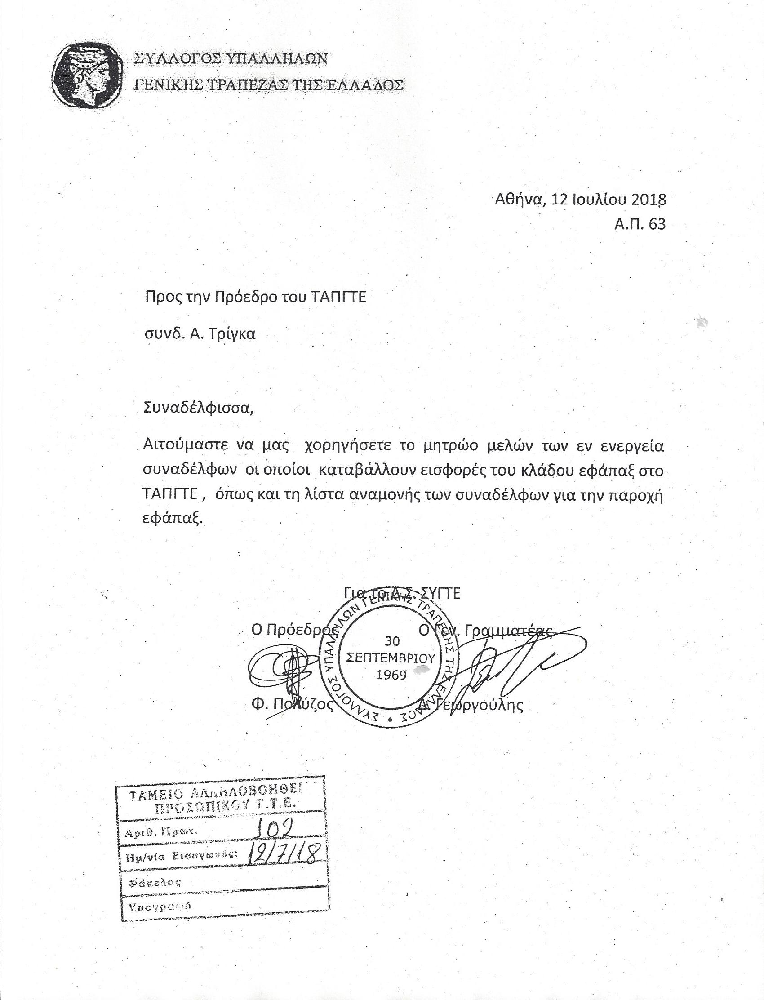 ΣΥΛΛΟΓΟΣ ΥΠΑΛΛΗΛΩΝ
ΓΕΝΙΚΗΣ ΤΡΑΠΕΖΑΣ ΤΗΣ ΕΛΛΑΔΟΣ
Αθήνα, 12 Ιουλίου 2018
Α.Π. 63
Προς την Πρόεδρο του ΤΑΠΓΤΕ
συνδ. Α. Τρίγκα
Συναδέλφισσα,
Αιτούμαστε να μας χορηγήσετε το μητρώο μελών των εν ενεργεία
συναδέλφων οι οποίοι καταβάλλουν εισφορές του κλάδου εφάπαξ στο
ΤΑΠΓΤΕ , όπως και τη λίστα αναμονής των συναδέλφων για την παροχή
εφάπαξ.
Για το Δ.Σ. ΣΥΓΤΕ
Ο Πρόεδρος Ο Γεν. Γραμματέας
ΣΥΛΛΟΓΟΣ ΥΠΑΛΛΗΛΩΝ ΓΕΝΙΚΗΣ ΤΡΑΠΕΖΗΣ ΤΗΣ ΕΛΛΑΔΟΣ •
30
ΣΕΠΤΕΜΒΡΙΟΥ
1969
Φ. Πολύζος Γεωργούλης
ΤΑΜΕΙΟ ΑΛΛΗΛΟΒΟΗΘΕΙ
ΠΡΟΣΩΠΙΚΟΥ Γ.Τ.Ε.
Αριθ. Πρωτ. 102
Ημ/νία Εισαγωγής: 12/7/18
Φάκελος
Υπογραφή